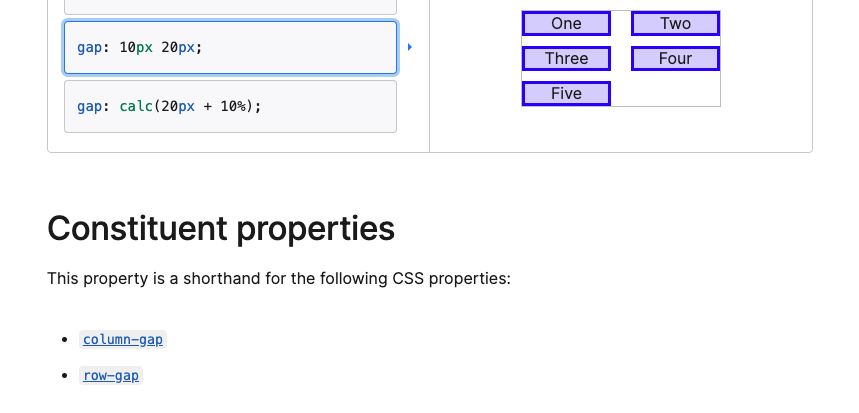 gap: 10px 20px;
gap: calc(20px + 10%);
One Two
Three Four
Five
Constituent properties
This property is a shorthand for the following CSS properties:
column-gap
row-gap